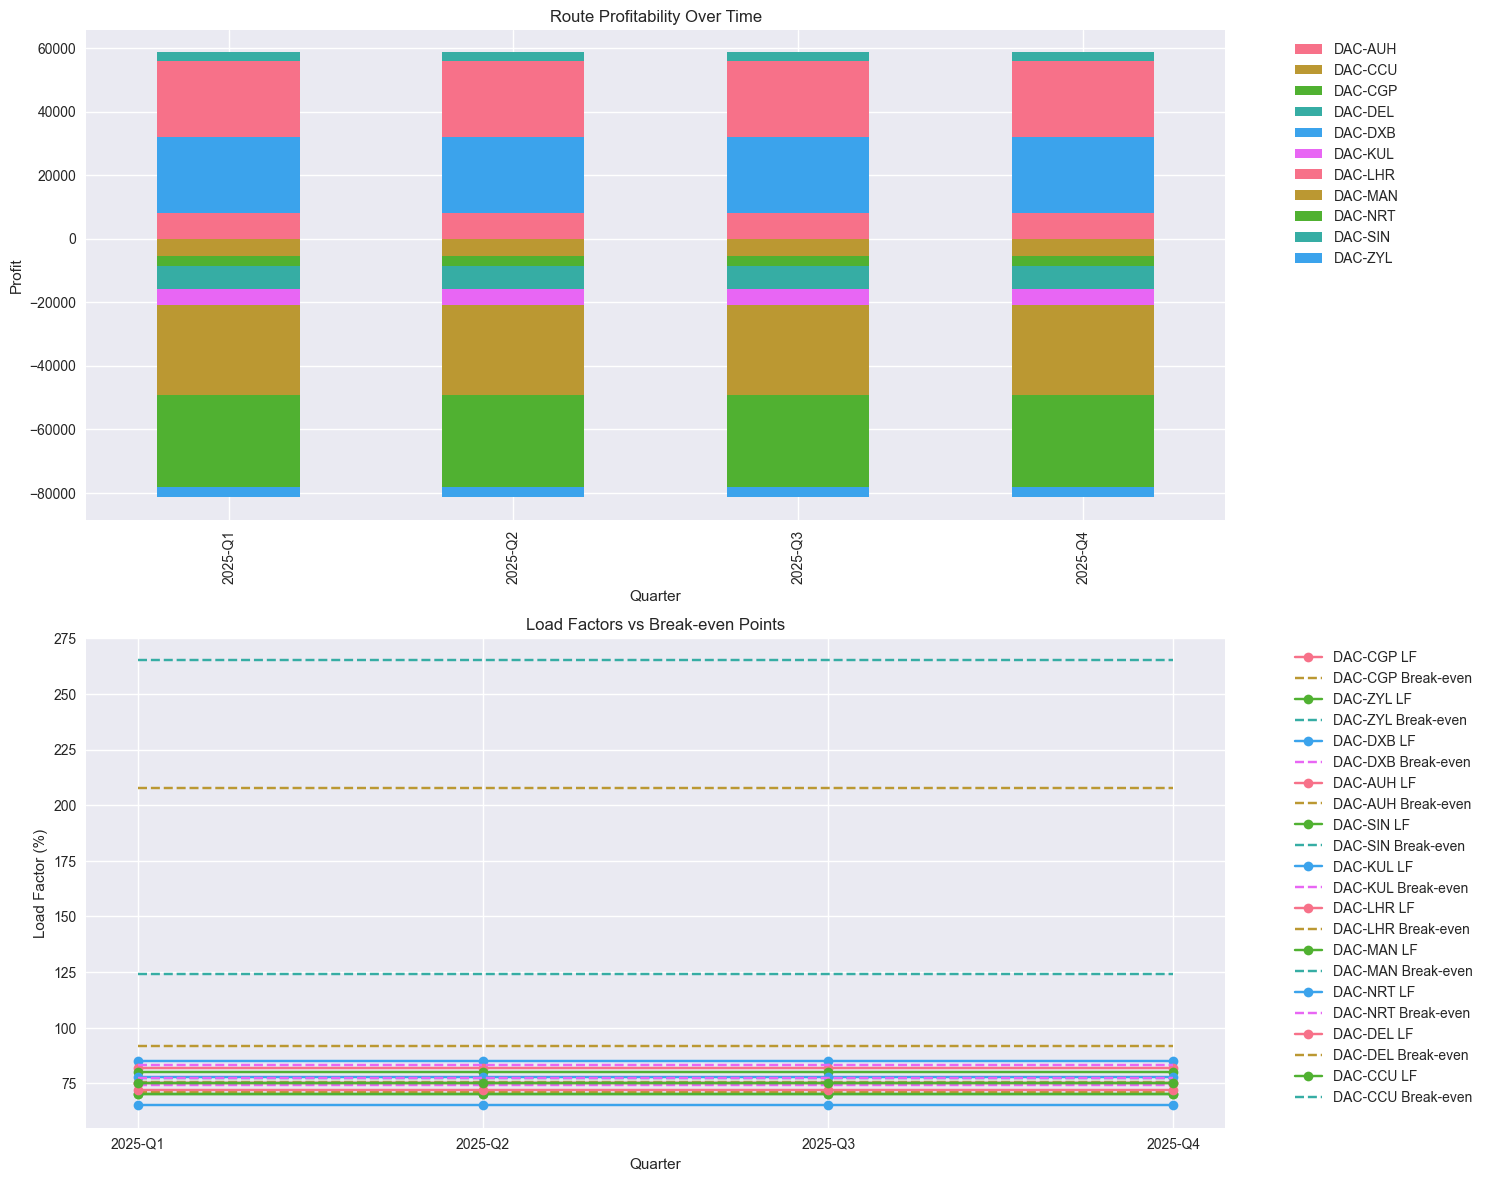 Route Profitability Over Time
60000
40000
20000
0
−20000
−40000
−60000
−80000
Profit
2025-Q1
2025-Q2
2025-Q3
2025-Q4
Quarter
DAC-AUH
DAC-CCU
DAC-CGP
DAC-DEL
DAC-DXB
DAC-KUL
DAC-LHR
DAC-MAN
DAC-NRT
DAC-SIN
DAC-ZYL
Load Factors vs Break-even Points
275
250
225
200
175
150
125
100
75
Load Factor (%)
2025-Q1
2025-Q2
2025-Q3
2025-Q4
Quarter
DAC-CGP LF
DAC-CGP Break-even
DAC-ZYL LF
DAC-ZYL Break-even
DAC-DXB LF
DAC-DXB Break-even
DAC-AUH LF
DAC-AUH Break-even
DAC-SIN LF
DAC-SIN Break-even
DAC-KUL LF
DAC-KUL Break-even
DAC-LHR LF
DAC-LHR Break-even
DAC-MAN LF
DAC-MAN Break-even
DAC-NRT LF
DAC-NRT Break-even
DAC-DEL LF
DAC-DEL Break-even
DAC-CCU LF
DAC-CCU Break-even